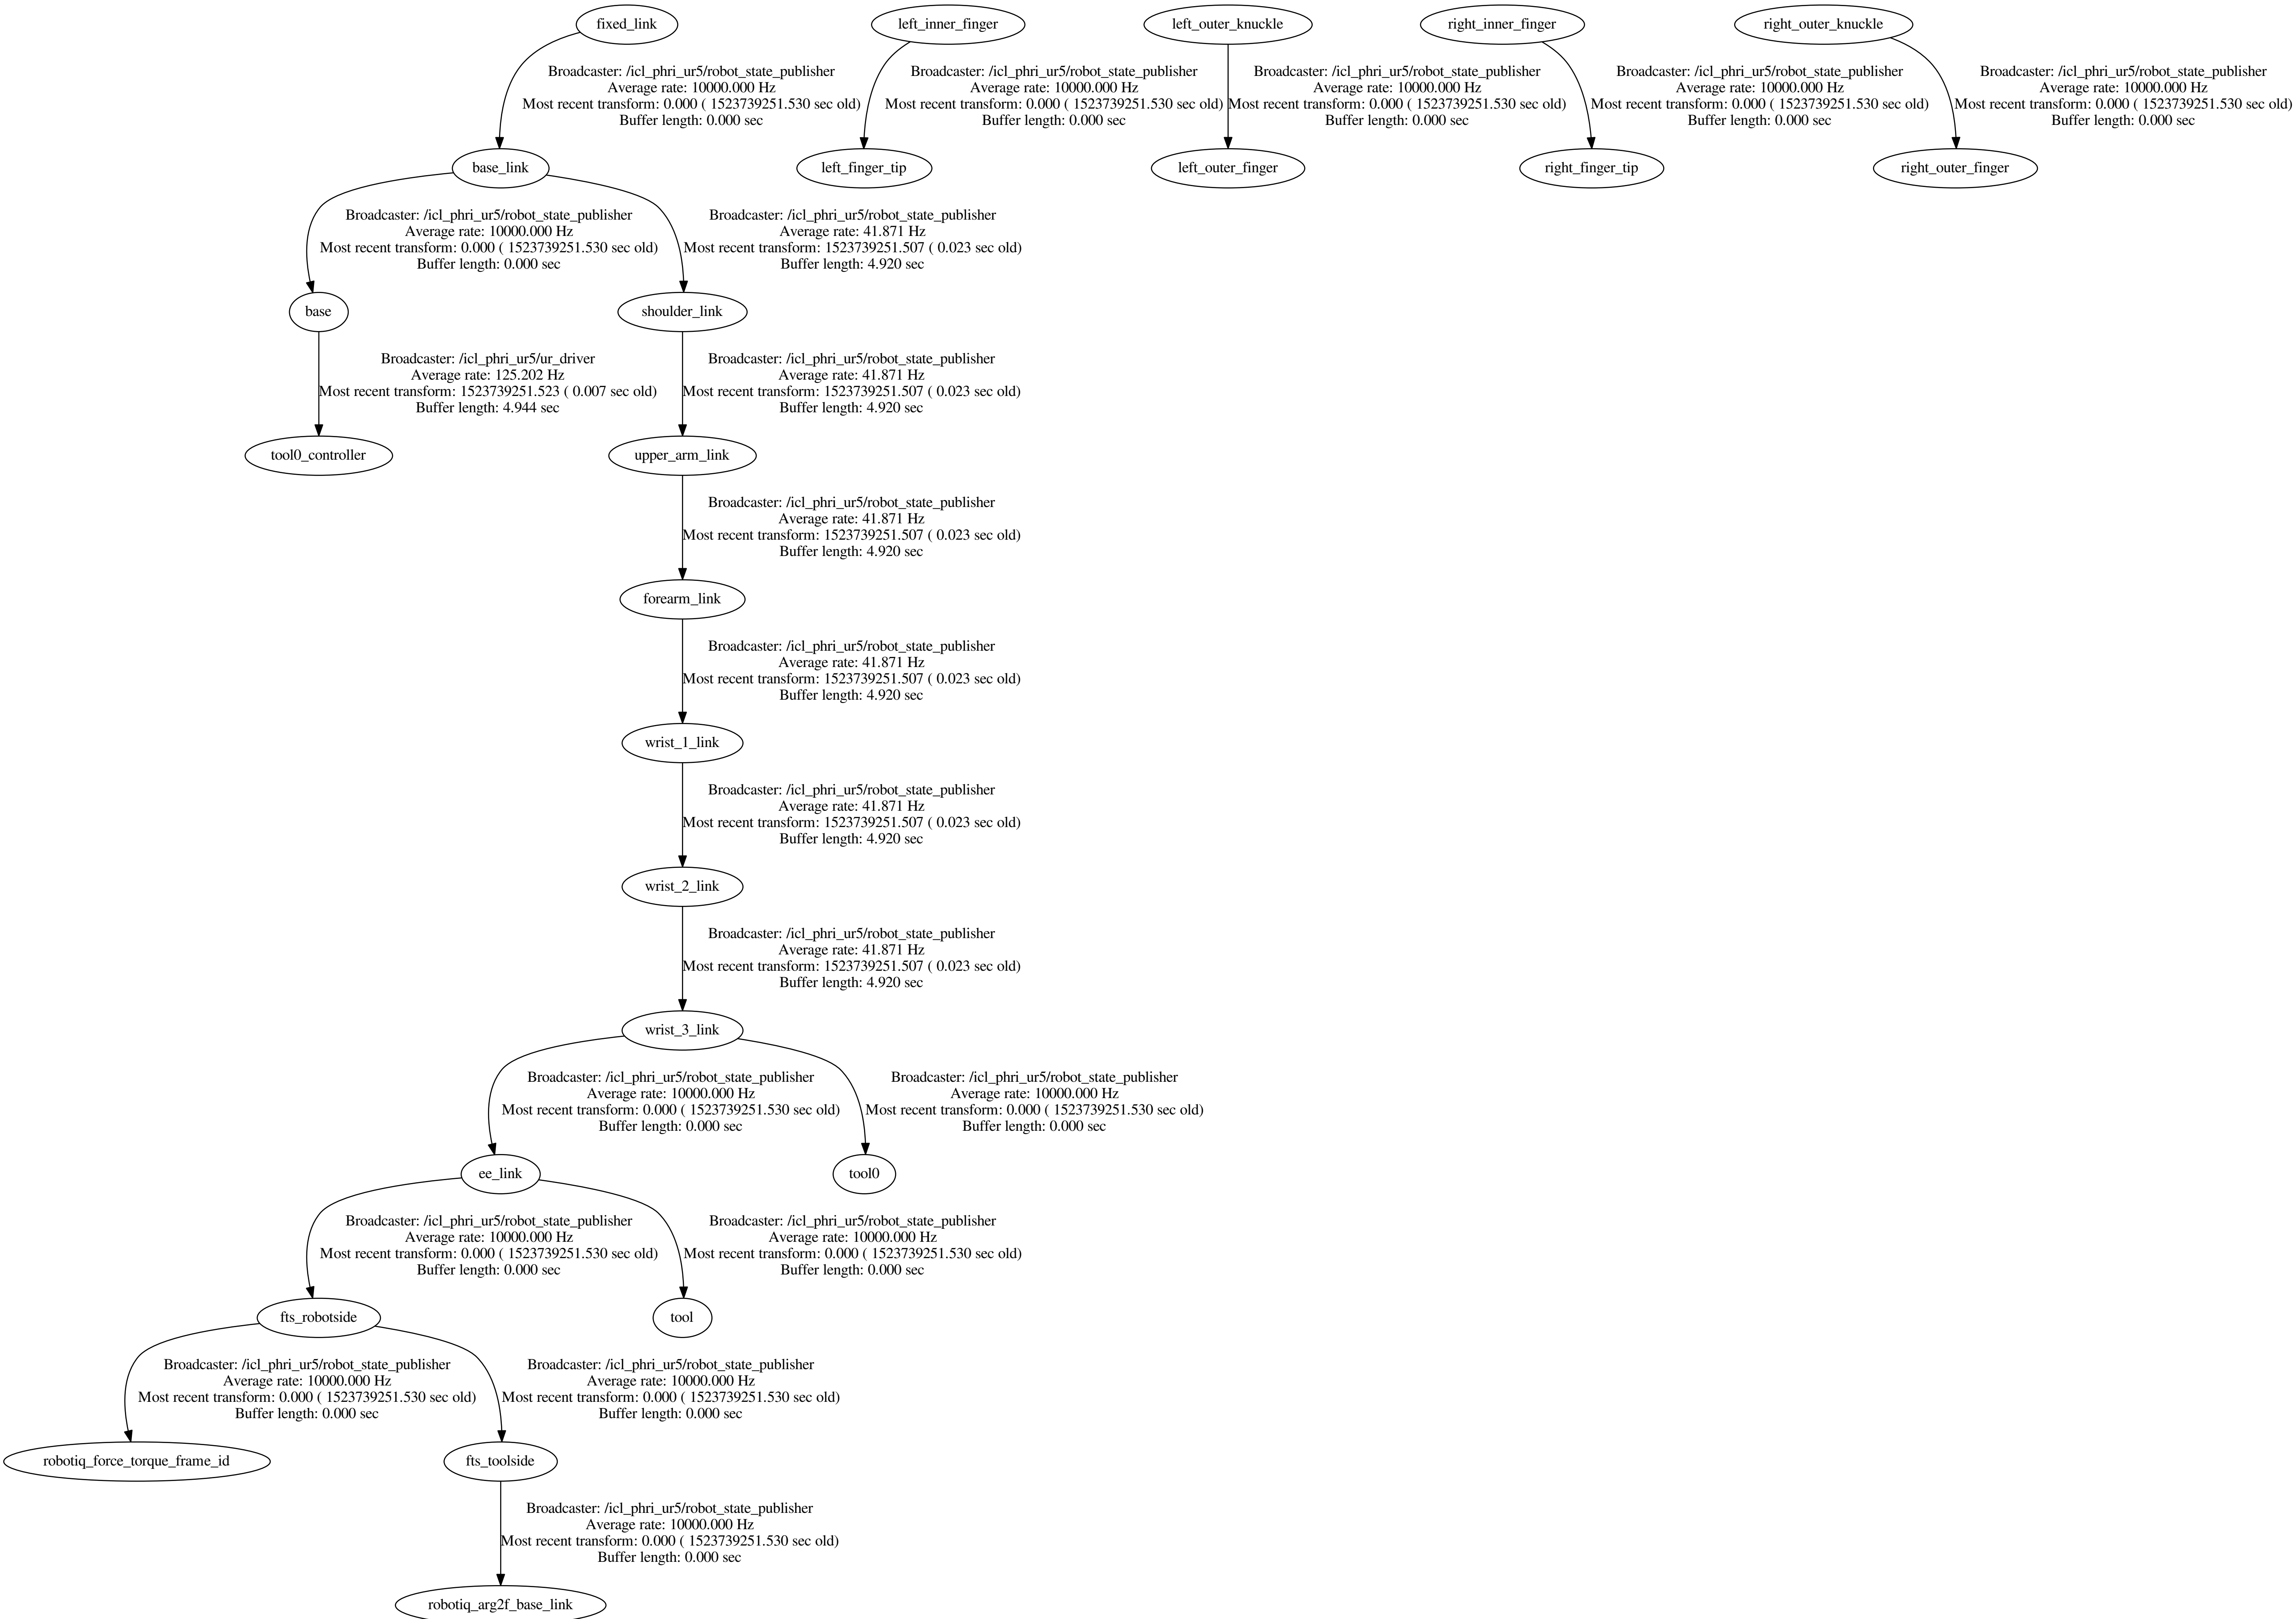 fixed_link
left_inner_finger
left_outer_knuckle
right_inner_finger
right_outer_knuckle
Broadcaster: /icl_phri_ur5/robot_state_publisher
Average rate: 10000.000 Hz
Most recent transform: 0.000 ( 1523739251.530 sec old)
Buffer length: 0.000 sec
Broadcaster: /icl_phri_ur5/robot_state_publisher
Average rate: 10000.000 Hz
Most recent transform: 0.000 ( 1523739251.530 sec old)
Buffer length: 0.000 sec
Broadcaster: /icl_phri_ur5/robot_state_publisher
Average rate: 10000.000 Hz
Most recent transform: 0.000 ( 1523739251.530 sec old)
Buffer length: 0.000 sec
Broadcaster: /icl_phri_ur5/robot_state_publisher
Average rate: 10000.000 Hz
Most recent transform: 0.000 ( 1523739251.530 sec old)
Buffer length: 0.000 sec
Broadcaster: /icl_phri_ur5/robot_state_publisher
Average rate: 10000.000 Hz
Most recent transform: 0.000 ( 1523739251.530 sec old)
Buffer length: 0.000 sec
base_link
left_finger_tip
left_outer_finger
right_finger_tip
right_outer_finger
Broadcaster: /icl_phri_ur5/robot_state_publisher
Average rate: 10000.000 Hz
Most recent transform: 0.000 ( 1523739251.530 sec old)
Buffer length: 0.000 sec
Broadcaster: /icl_phri_ur5/robot_state_publisher
Average rate: 41.871 Hz
Most recent transform: 1523739251.507 ( 0.023 sec old)
Buffer length: 4.920 sec
base
shoulder_link
Broadcaster: /icl_phri_ur5/ur_driver
Average rate: 125.202 Hz
Most recent transform: 1523739251.523 ( 0.007 sec old)
Buffer length: 4.944 sec
Broadcaster: /icl_phri_ur5/robot_state_publisher
Average rate: 41.871 Hz
Most recent transform: 1523739251.507 ( 0.023 sec old)
Buffer length: 4.920 sec
tool0_controller
upper_arm_link
Broadcaster: /icl_phri_ur5/robot_state_publisher
Average rate: 41.871 Hz
Most recent transform: 1523739251.507 ( 0.023 sec old)
Buffer length: 4.920 sec
forearm_link
Broadcaster: /icl_phri_ur5/robot_state_publisher
Average rate: 41.871 Hz
Most recent transform: 1523739251.507 ( 0.023 sec old)
Buffer length: 4.920 sec
wrist_1_link
Broadcaster: /icl_phri_ur5/robot_state_publisher
Average rate: 41.871 Hz
Most recent transform: 1523739251.507 ( 0.023 sec old)
Buffer length: 4.920 sec
wrist_2_link
Broadcaster: /icl_phri_ur5/robot_state_publisher
Average rate: 41.871 Hz
Most recent transform: 1523739251.507 ( 0.023 sec old)
Buffer length: 4.920 sec
wrist_3_link
Broadcaster: /icl_phri_ur5/robot_state_publisher
Average rate: 10000.000 Hz
Most recent transform: 0.000 ( 1523739251.530 sec old)
Buffer length: 0.000 sec
Broadcaster: /icl_phri_ur5/robot_state_publisher
Average rate: 10000.000 Hz
Most recent transform: 0.000 ( 1523739251.530 sec old)
Buffer length: 0.000 sec
ee_link
tool0
Broadcaster: /icl_phri_ur5/robot_state_publisher
Average rate: 10000.000 Hz
Most recent transform: 0.000 ( 1523739251.530 sec old)
Buffer length: 0.000 sec
Broadcaster: /icl_phri_ur5/robot_state_publisher
Average rate: 10000.000 Hz
Most recent transform: 0.000 ( 1523739251.530 sec old)
Buffer length: 0.000 sec
fts_robotside
tool
Broadcaster: /icl_phri_ur5/robot_state_publisher
Average rate: 10000.000 Hz
Most recent transform: 0.000 ( 1523739251.530 sec old)
Buffer length: 0.000 sec
Broadcaster: /icl_phri_ur5/robot_state_publisher
Average rate: 10000.000 Hz
Most recent transform: 0.000 ( 1523739251.530 sec old)
Buffer length: 0.000 sec
robotiq_force_torque_frame_id
fts_toolside
Broadcaster: /icl_phri_ur5/robot_state_publisher
Average rate: 10000.000 Hz
Most recent transform: 0.000 ( 1523739251.530 sec old)
Buffer length: 0.000 sec
robotiq_arg2f_base_link